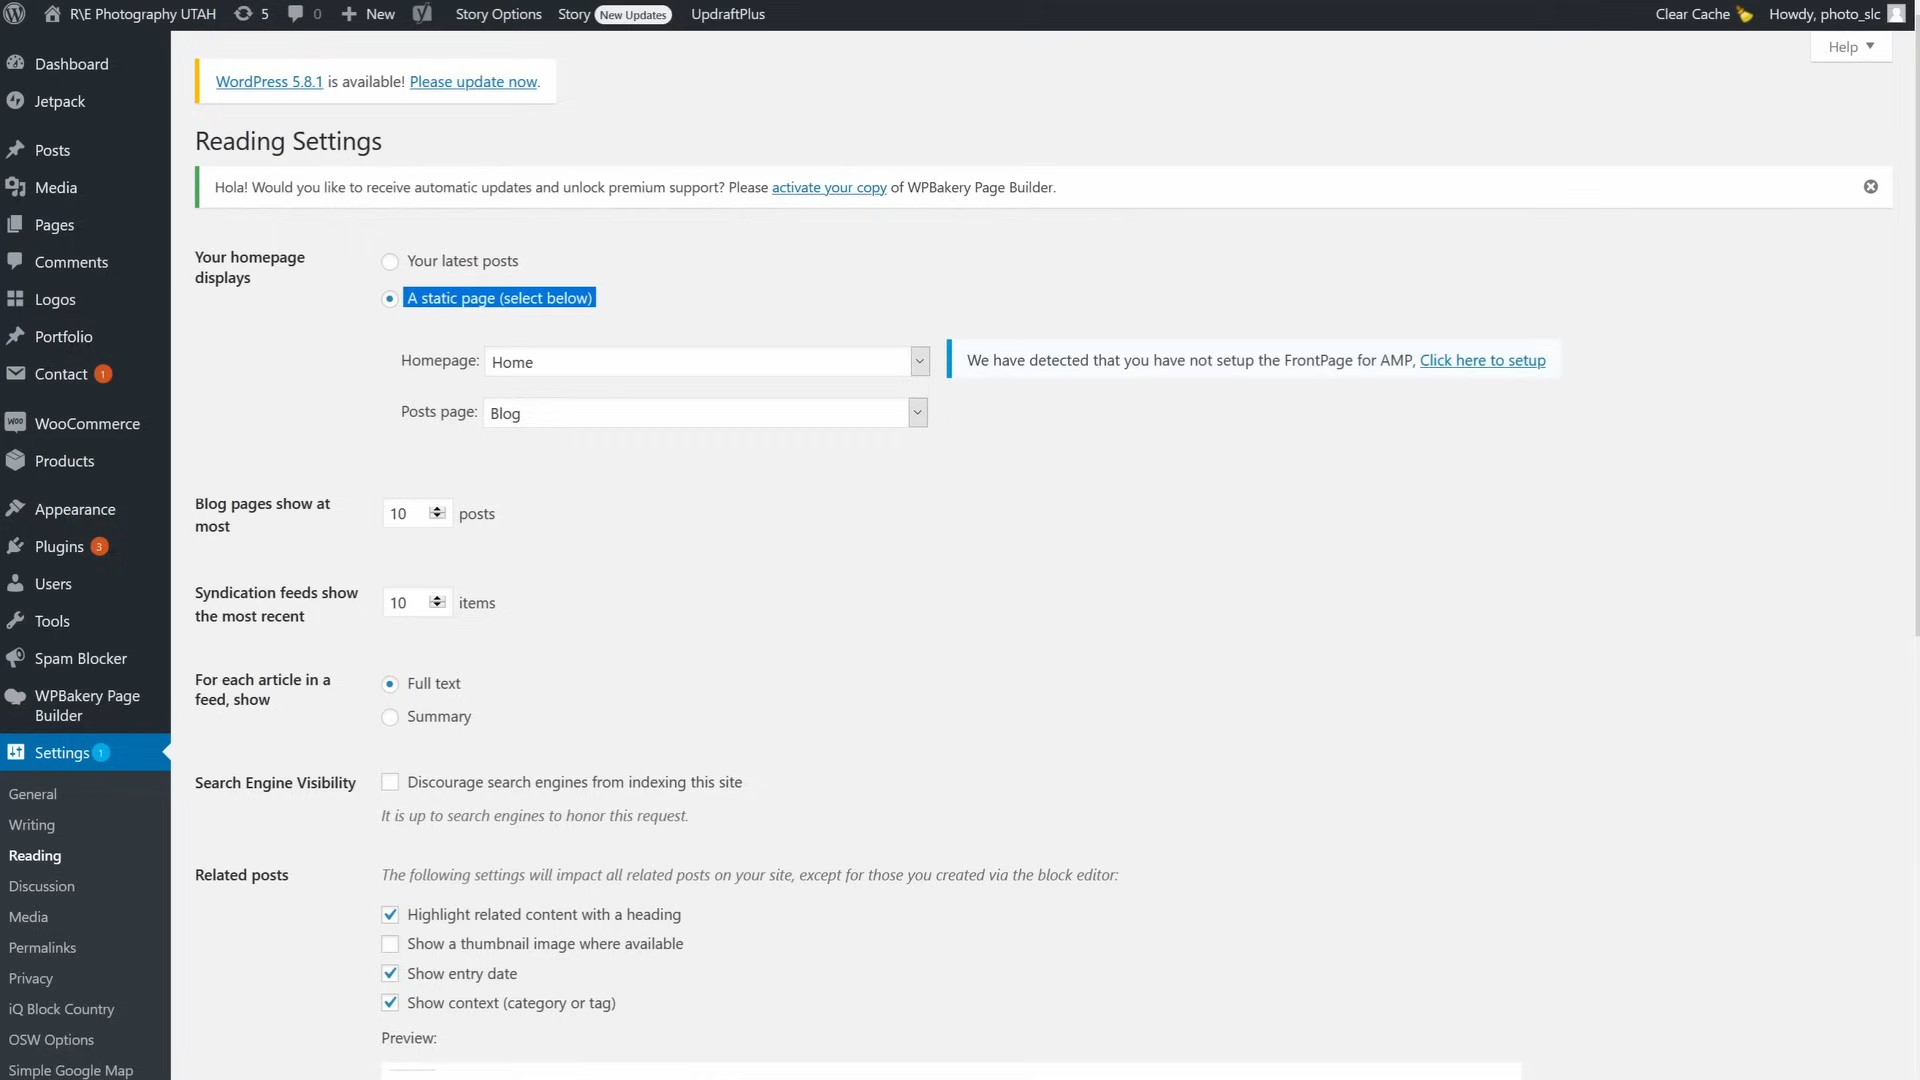 R\E Photography UTAH 5 0 New Story Options Story New Updates UpdraftPlus Clear Cache Howdy, photo_slc
Help
Dashboard
Jetpack
Posts
Media
Pages
Comments
Logos
Portfolio
Contact 1
WooCommerce
Products
Appearance
Plugins 3
Users
Tools
Spam Blocker
WPBakery Page
Builder
Settings 1
General
Writing
Reading
Discussion
Media
Permalinks
Privacy
iQ Block Country
OSW Options
Simple Google Map
WordPress 5.8.1 is available! Please update now.
Reading Settings
Hola! Would you like to receive automatic updates and unlock premium support? Please activate your copy of WPBakery Page Builder.
Your homepage
displays
Your latest posts
A static page (select below)
Homepage: Home
We have detected that you have not setup the FrontPage for AMP, Click here to setup
Posts page: Blog
Blog pages show at
most
10 posts
Syndication feeds show
the most recent
10 items
For each article in a
feed, show
Full text
Summary
Search Engine Visibility
Discourage search engines from indexing this site
It is up to search engines to honor this request.
Related posts
The following settings will impact all related posts on your site, except for those you created via the block editor:
Highlight related content with a heading
Show a thumbnail image where available
Show entry date
Show context (category or tag)
Preview: